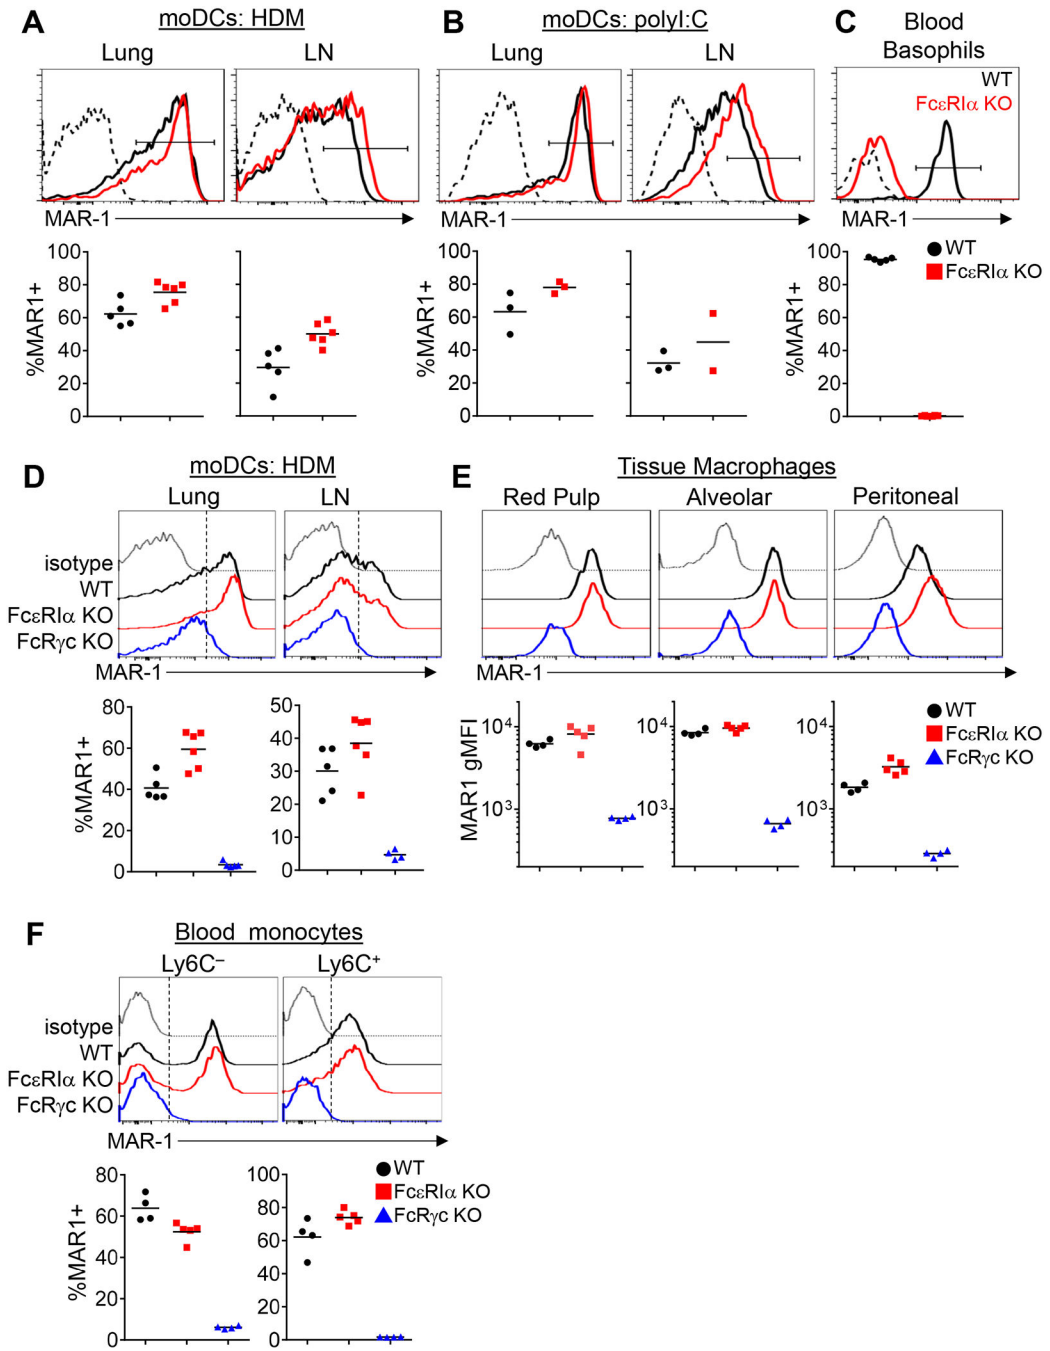 A
moDCs: HDM
Lung
LN
MAR-1
%MAR1+
100
80
60
40
20
0
B
moDCs: polyI:C
Lung
LN
MAR-1
100
80
60
40
20
0
C
Blood
Basophils
WT
FcεRIα KO
MAR-1
%MAR1+
100
80
60
40
20
0
WT
FcεRIα KO
D
moDCs: HDM
Lung
LN
isotype
WT
FcεRIα KO
FcRγc KO
MAR-1
%MAR1+
80
60
40
20
0
50
40
30
20
10
0
E
Tissue Macrophages
Red Pulp
Alveolar
Peritoneal
MAR-1
MAR1 gMFI
10⁴
10³
10⁴
10³
10⁴
10³
WT
FcεRIα KO
FcRγc KO
F
Blood monocytes
Ly6C⁻
Ly6C⁺
isotype
WT
FcεRIα KO
FcRγc KO
MAR-1
%MAR1+
80
60
40
20
0
100
80
60
40
20
0
WT
FcεRIα KO
FcRγc KO